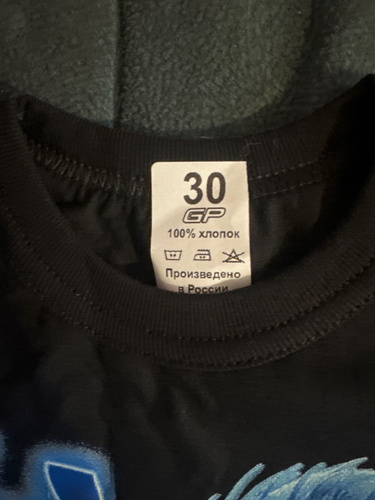 30
GP
100% хлопок
Произведено
в России